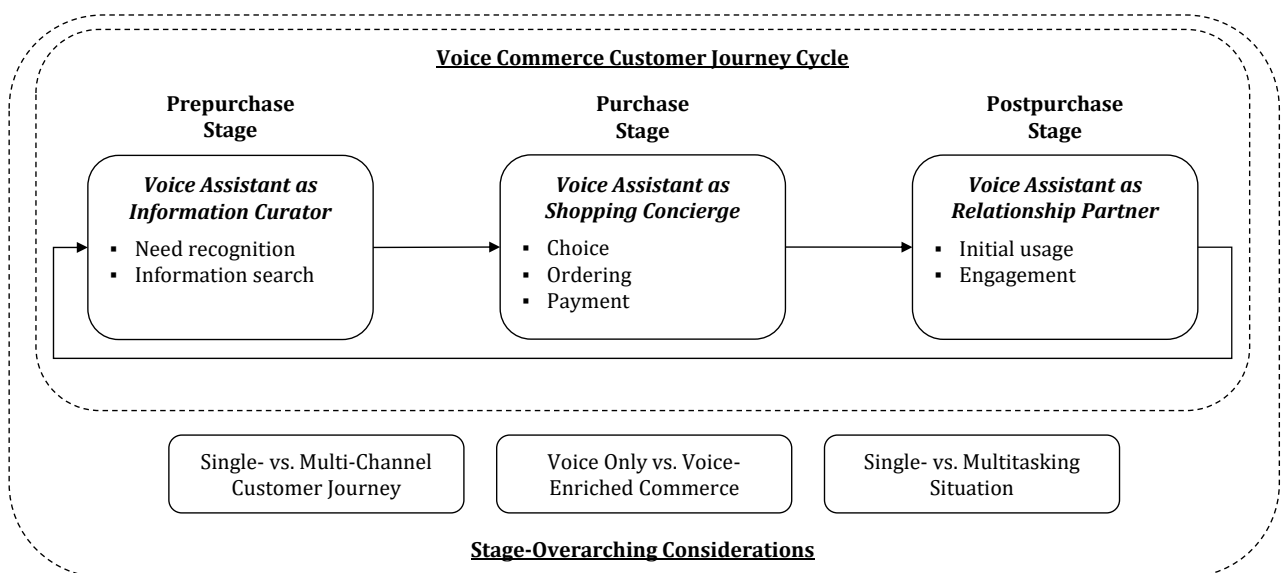 Voice Commerce Customer Journey Cycle
Prepurchase
Stage
Purchase
Stage
Postpurchase
Stage
Voice Assistant as
Information Curator
▪ Need recognition
▪ Information search
Voice Assistant as
Shopping Concierge
▪ Choice
▪ Ordering
▪ Payment
Voice Assistant as
Relationship Partner
▪ Initial usage
▪ Engagement
Single- vs. Multi-Channel
Customer Journey
Voice Only vs. Voice-
Enriched Commerce
Single- vs. Multitasking
Situation
Stage-Overarching Considerations